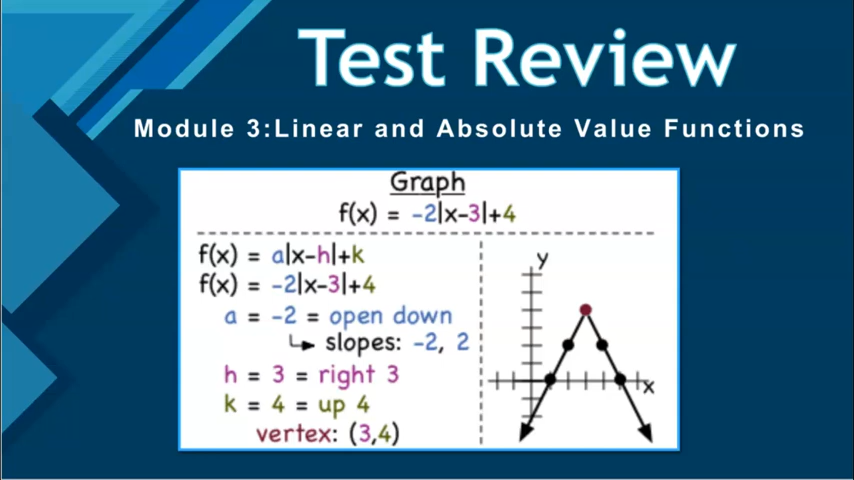 Test Review
Module 3:Linear and Absolute Value Functions
Graph
f(x) = -2|x-3|+4
f(x) = a|x-h|+k
f(x) = -2|x-3|+4
a = -2 = open down
slopes: -2, 2
h = 3 = right 3
k = 4 = up 4
vertex: (3,4)
y
x